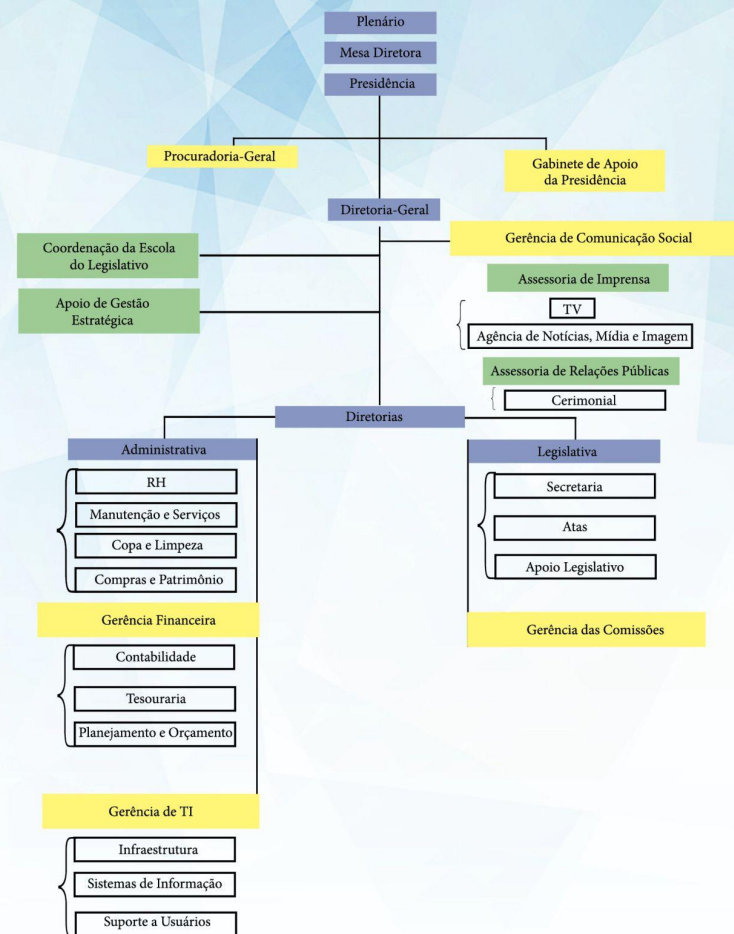 Plenário
Mesa Diretora
Presidência
Procuradoria-Geral
Gabinete de Apoio
da Presidência
Diretoria-Geral
Gerência de Comunicação Social
Coordenação da Escola
do Legislativo
Assessoria de Imprensa
Apoio de Gestão
Estratégica
TV
Agência de Notícias, Mídia e Imagem
Assessoria de Relações Públicas
Cerimonial
Diretorias
Administrativa
RH
Manutenção e Serviços
Copa e Limpeza
Compras e Patrimônio
Gerência Financeira
Contabilidade
Tesouraria
Planejamento e Orçamento
Gerência de TI
Infraestrutura
Sistemas de Informação
Suporte a Usuários
Legislativa
Secretaria
Atas
Apoio Legislativo
Gerência das Comissões